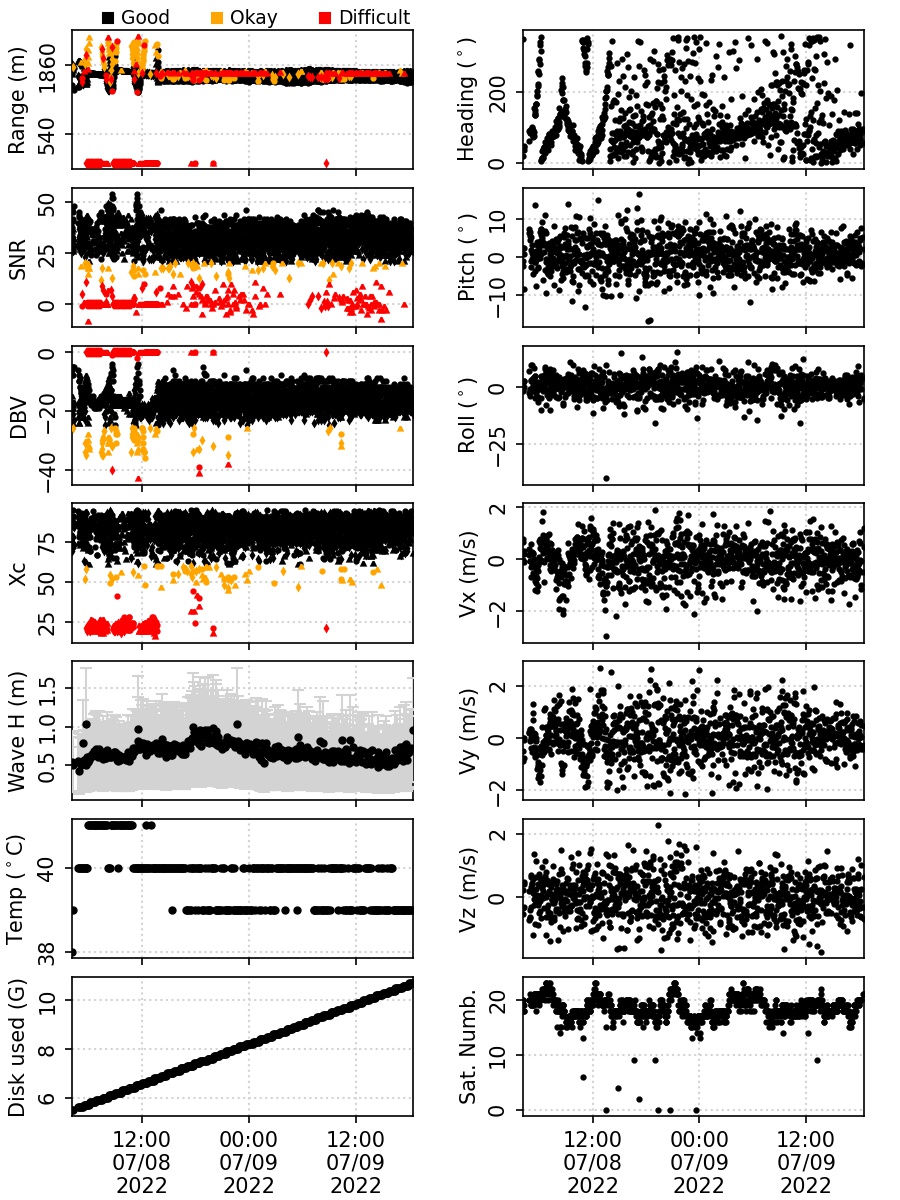 Good Okay Difficult
Range (m)
1860
540
Heading (°)
200
0
SNR
50
25
0
Pitch (°)
10
0
−10
DBV
0
−20
−40
Roll (°)
0
−25
Xc
75
50
25
Vx (m/s)
2
0
−2
Wave H (m)
1.5
1.0
0.5
Vy (m/s)
2
0
−2
Temp (°C)
40
38
Vz (m/s)
2
0
Disk used (G)
10
8
6
Sat. Numb.
20
10
0
12:00 00:00 12:00
07/08 07/09 07/09
2022 2022 2022
12:00 00:00 12:00
07/08 07/09 07/09
2022 2022 2022